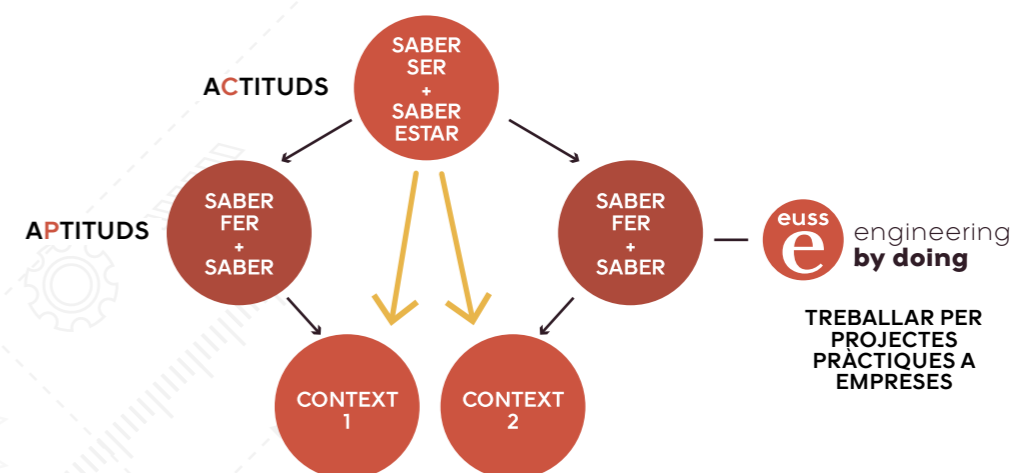 SABER
SER
+
SABER
ESTAR
ACTITUDS
APTITUDS
SABER
FER
+
SABER
SABER
FER
+
SABER
euss
e
engineering
by doing
TREBALLAR PER
PROJECTES
PRÀCTIQUES A
EMPRESES
CONTEXT
1
CONTEXT
2